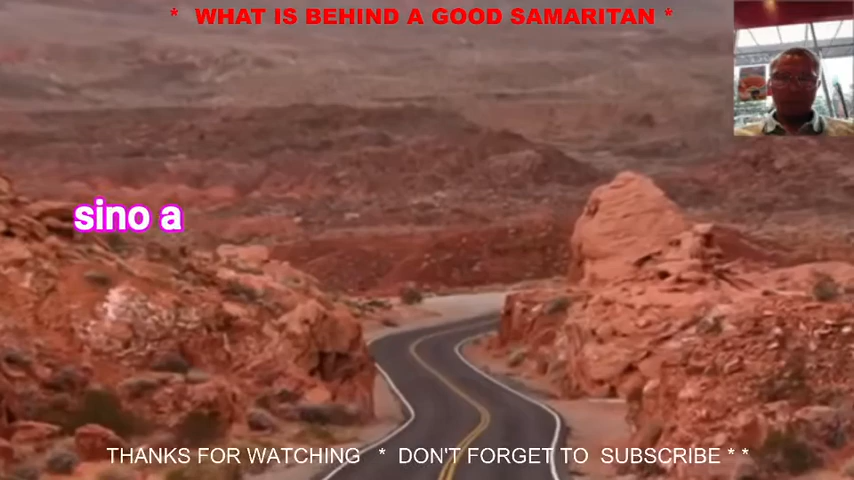 * WHAT IS BEHIND A GOOD SAMARITAN *
sino a
THANKS FOR WATCHING * DON'T FORGET TO SUBSCRIBE * *